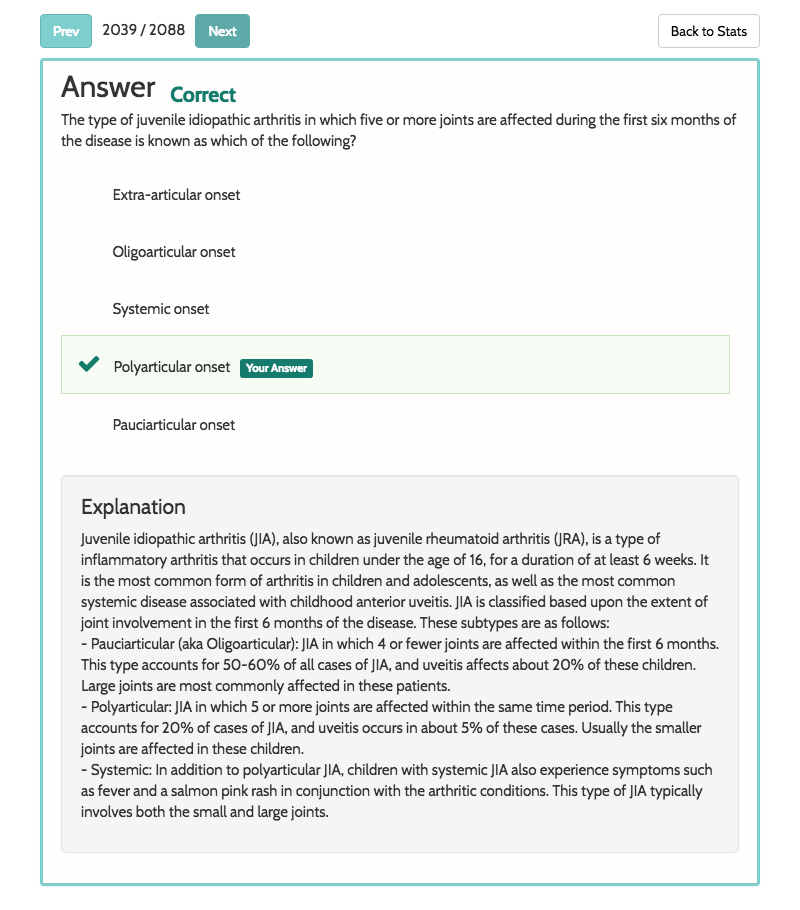 Prev 2039 / 2088 Next Back to Stats
Answer Correct
The type of juvenile idiopathic arthritis in which five or more joints are affected during the first six months of
the disease is known as which of the following?
Extra-articular onset
Oligoarticular onset
Systemic onset
Polyarticular onset Your Answer
Pauciarticular onset
Explanation
Juvenile idiopathic arthritis (JIA), also known as juvenile rheumatoid arthritis (JRA), is a type of
inflammatory arthritis that occurs in children under the age of 16, for a duration of at least 6 weeks. It
is the most common form of arthritis in children and adolescents, as well as the most common
systemic disease associated with childhood anterior uveitis. JIA is classified based upon the extent of
joint involvement in the first 6 months of the disease. These subtypes are as follows:
- Pauciarticular (aka Oligoarticular): JIA in which 4 or fewer joints are affected within the first 6 months.
This type accounts for 50-60% of all cases of JIA, and uveitis affects about 20% of these children.
Large joints are most commonly affected in these patients.
- Polyarticular: JIA in which 5 or more joints are affected within the same time period. This type
accounts for 20% of cases of JIA, and uveitis occurs in about 5% of these cases. Usually the smaller
joints are affected in these children.
- Systemic: In addition to polyarticular JIA, children with systemic JIA also experience symptoms such
as fever and a salmon pink rash in conjunction with the arthritic conditions. This type of JIA typically
involves both the small and large joints.